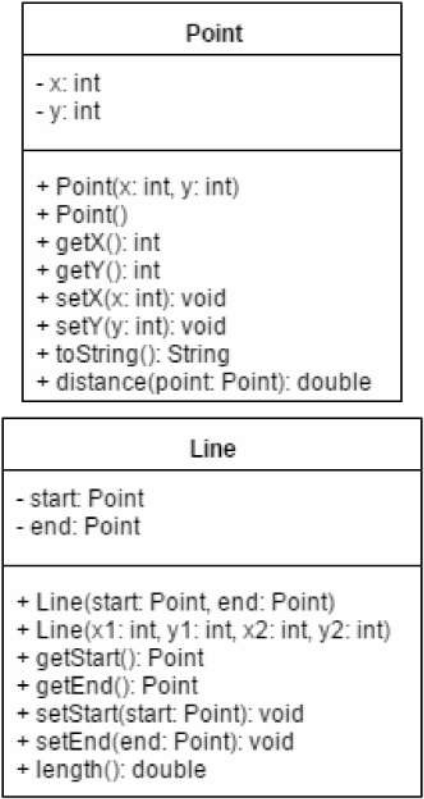 Point
- x: int
- y: int
+ Point(x: int, y: int)
+ Point()
+ getX(): int
+ getY(): int
+ setX(x: int): void
+ setY(y: int): void
+ toString(): String
+ distance(point: Point): double
Line
- start: Point
- end: Point
+ Line(start: Point, end: Point)
+ Line(x1: int, y1: int, x2: int, y2: int)
+ getStart(): Point
+ getEnd(): Point
+ setStart(start: Point): void
+ setEnd(end: Point): void
+ length(): double